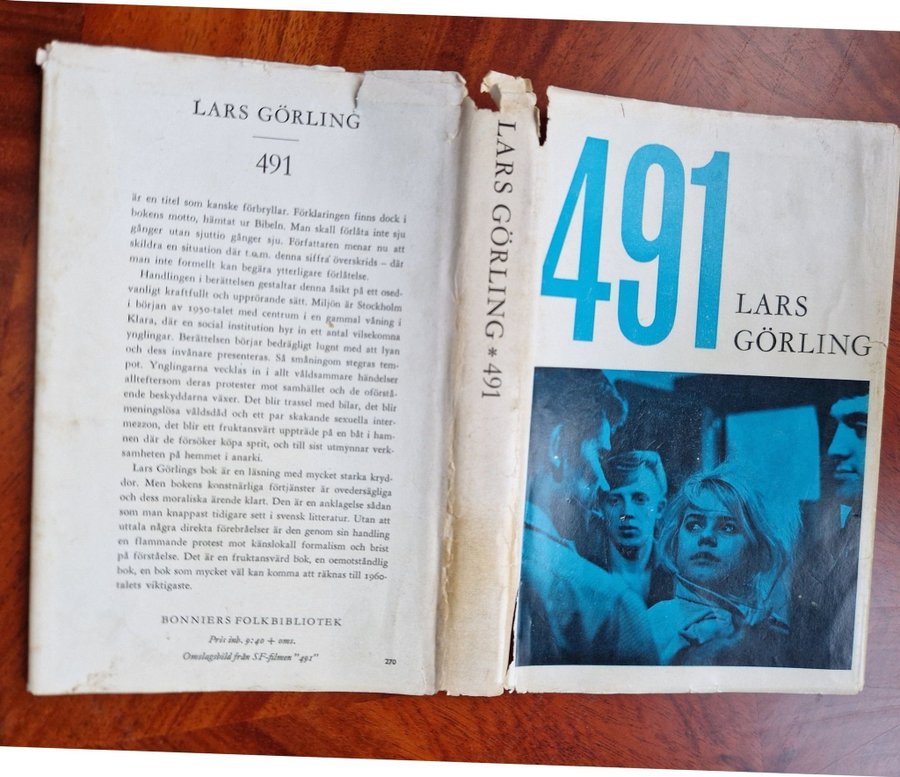 LARS GÖRLING
491
är en titel som kanske förbryllar. Förklaringen finns dock i
bokens motto, hämtat ur Bibeln. Man skall förlåta inte sju
gånger utan sjuttio gånger sju. Författaren menar nu att
skildra en situation där t.o.m. denna siffra överskrids – där
man inte formellt kan begära ytterligare förlåtelse.
Handlingen i berättelsen gestaltar denna åsikt på ett osed-
vanligt kraftfullt och upprörande sätt. Miljön är Stockholm
i början av 1950-talet med centrum i en gammal våning i
Klara, där en social institution hyr in ett antal vilsekomna
ynglingar. Berättelsen börjar bedrägligt lugnt med att lyan
och dess invånare presenteras. Så småningom stegras tem-
pot. Ynglingarna vecklas in i allt våldsammare händelser
allteftersom deras protester mot samhället och de oförstå-
ende beskyddarna växer. Det blir trassel med bilar, det blir
meningslösa våldsdåd och ett par skakande sexuella inter-
mezzon, det blir ett fruktansvärt uppträde på en båt i ham-
nen där de försöker köpa sprit, och till sist utmynnar verk-
samheten på hemmet i anarki.
Lars Görlings bok är en läsning med mycket starka kryd-
dor. Men bokens konstnärliga förtjänster är ovedersägliga
och dess moraliska ärende klart. Den är en anklagelse sådan
som man knappast tidigare sett i svensk litteratur. Utan att
uttala några direkta förebråelser är den genom sin handling
en flammande protest mot känslokall formalism och brist
på förståelse. Det är en fruktansvärd bok, en oemotståndlig
bok, en bok som mycket väl kan komma att räknas till 1960-
talets viktigaste.
BONNIERS FOLKBIBLIOTEK
Pris inb. 9:40 + oms.
Omslagsbild från SF-filmen "491"
270
LARS GÖRLING * 491
491
LARS
GÖRLING